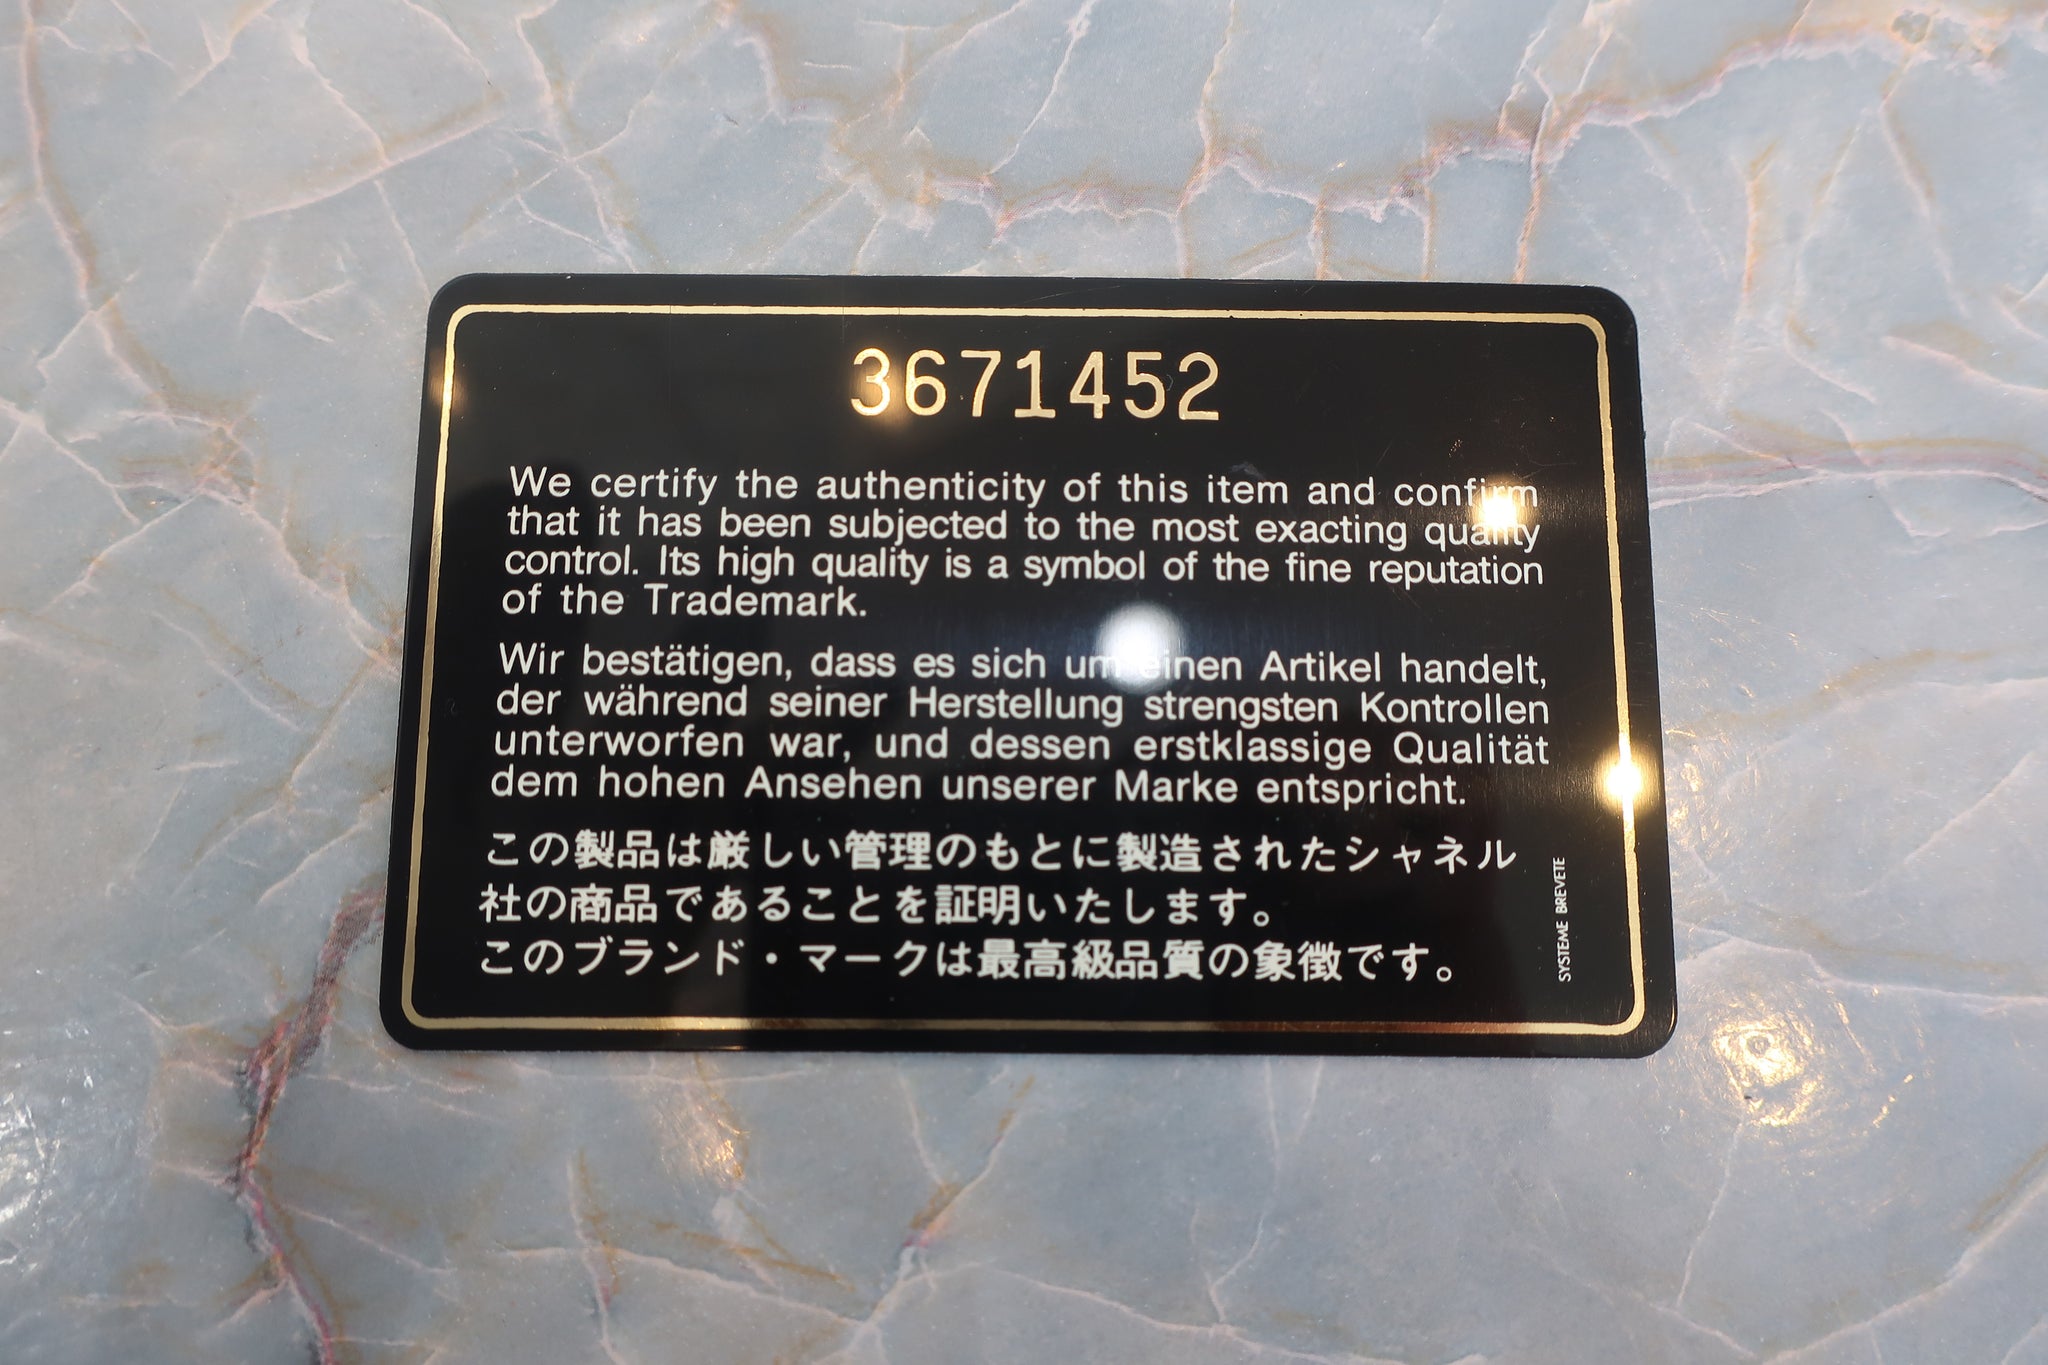 3671452
We certify the authenticity of this item and confirm
that it has been subjected to the most exacting quality
control. Its high quality is a symbol of the fine reputation
of the Trademark.
Wir bestätigen, dass es sich um einen Artikel handelt,
der während seiner Herstellung strengsten Kontrollen
unterworfen war, und dessen erstklassige Qualität
dem hohen Ansehen unserer Marke entspricht.
この製品は厳しい管理のもとに製造されたシャネル
社の商品であることを証明いたします。
このブランド・マークは最高級品質の象徴です。
SYSTEME BREVETE